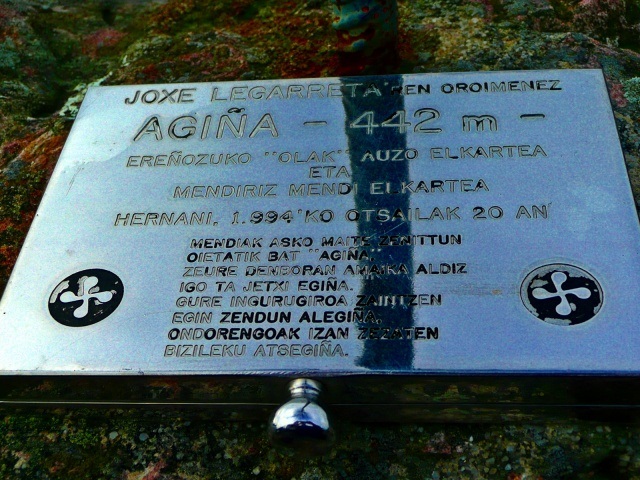 JOXE LEGARRETA'REN OROIMENEZ
AGIÑA - 442 m -
EREÑOZUKO "OLAK" AUZO ELKARTEA
ETA
MENDIRIZ MENDI ELKARTEA
HERNANI, 1.994'KO OTSAILAK 20 AN
MENDIAK ASKO MAITE ZENITTUN
OIETATIK BAT "AGIÑA",
ZEURE DENBORAN AMAIKA ALDIZ
IGO TA JETXI EGIÑA.
GURE INGURUGIROA ZAINTZEN
EGIN ZENDUN ALEGIÑA,
ONDORENGOAK IZAN ZEZATEN
BIZILEKU ATSEGIÑA.